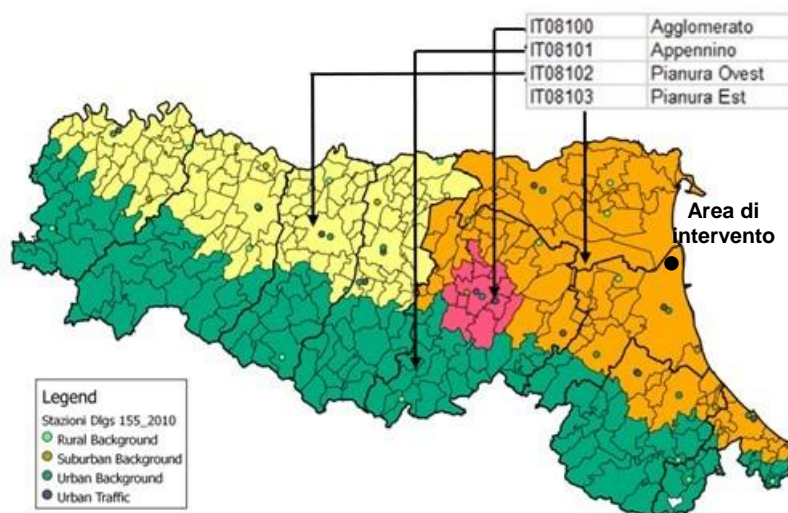 IT08100 Agglomerato
IT08101 Appennino
IT08102 Pianura Ovest
IT08103 Pianura Est
Area di
intervento
Legend
Stazioni Dlgs 155_2010
Rural Background
Suburban Background
Urban Background
Urban Traffic